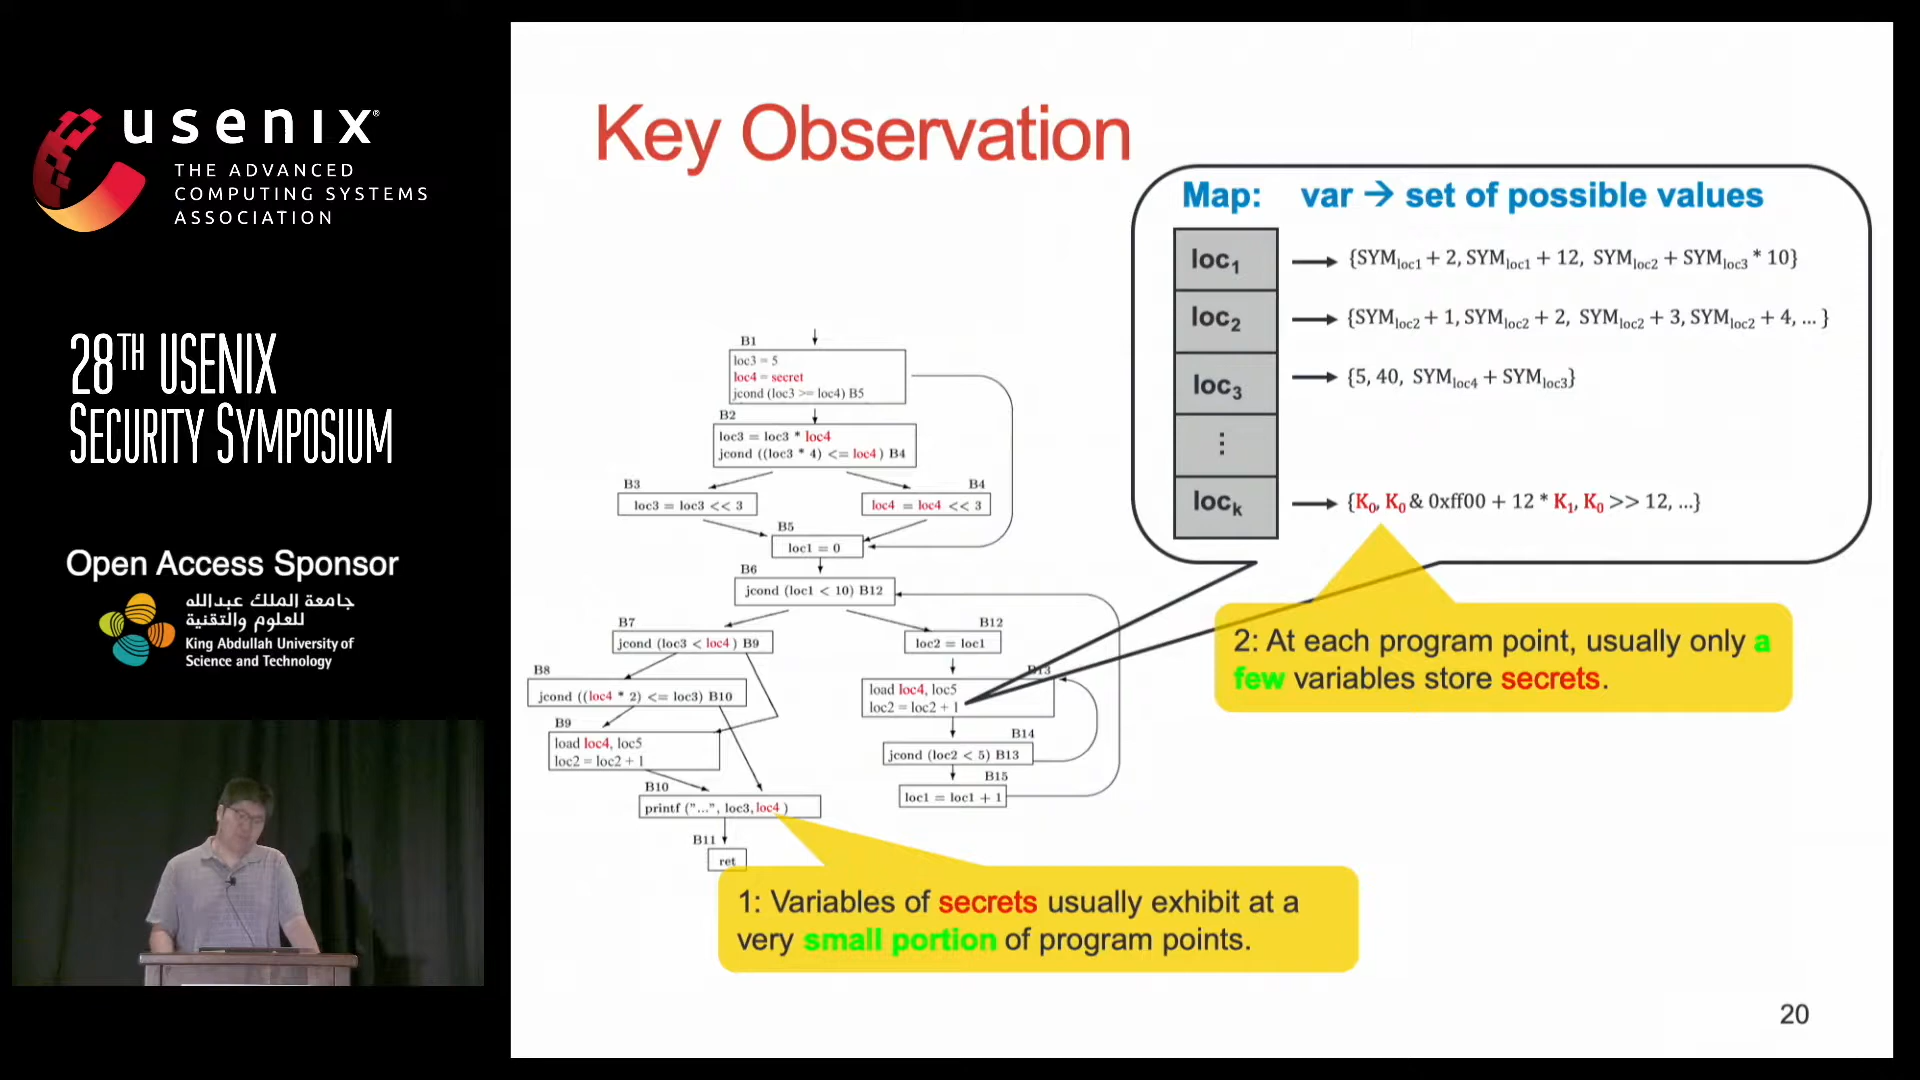 usenix®
THE ADVANCED
COMPUTING SYSTEMS
ASSOCIATION
28TH USENIX
SECURITY SYMPOSIUM
Open Access Sponsor
جامعة الملك عبدالله
للعلوم والتقنية
King Abdullah University of
Science and Technology
Key Observation
Map: var → set of possible values
loc1 → {SYMloc1 + 2, SYMloc1 + 12, SYMloc2 + SYMloc3 * 10}
loc2 → {SYMloc2 + 1, SYMloc2 + 2, SYMloc2 + 3, SYMloc2 + 4, ... }
loc3 → {5, 40, SYMloc4 + SYMloc3}
⋮
lock → {K0, K0 & 0xff00 + 12 * K1, K0 >> 12, ...}
B1
loc3 = 5
loc4 = secret
jcond (loc3 >= loc4) B5
B2
loc3 = loc3 * loc4
jcond ((loc3 * 4) <= loc4 ) B4
B3
loc3 = loc3 << 3
B4
loc4 = loc4 << 3
B5
loc1 = 0
B6
jcond (loc1 < 10) B12
B7
jcond (loc3 < loc4 ) B9
B12
loc2 = loc1
B8
jcond ((loc4 * 2) <= loc3) B10
B13
load loc4, loc5
loc2 = loc2 + 1
B9
load loc4, loc5
loc2 = loc2 + 1
B14
jcond (loc2 < 5) B13
B10
printf ("...", loc3, loc4 )
B15
loc1 = loc1 + 1
B11
ret
2: At each program point, usually only a
few variables store secrets.
1: Variables of secrets usually exhibit at a
very small portion of program points.
20